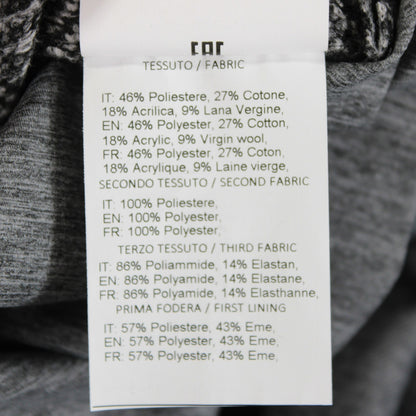 EAC
TESSUTO / FABRIC
IT: 46% Poliestere, 27% Cotone,
18% Acrilica, 9% Lana Vergine,
EN: 46% Polyester, 27% Cotton,
18% Acrylic, 9% Virgin wool,
FR: 46% Polyester, 27% Cotton,
18% Acrylique, 9% Laine vierge,
SECONDO TESSUTO / SECOND FABRIC
IT: 100% Poliestere,
EN: 100% Polyester,
FR: 100% Polyester,
TERZO TESSUTO / THIRD FABRIC
IT: 86% Poliammide, 14% Elastan,
EN: 86% Polyamide, 14% Elastane,
FR: 86% Polyamide, 14% Elasthanne,
PRIMA FODERA / FIRST LINING
IT: 57% Poliestere, 43% Eme,
EN: 57% Polyester, 43% Eme,
FR: 57% Polyester, 43% Eme,